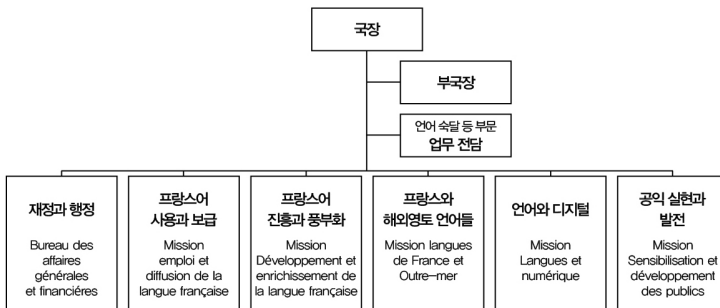 국장
부국장
언어 숙달 등 부문
업무 전담
재정과 행정
Bureau des
affaires
générales
et financiéres
프랑스어
사용과 보급
Mission
emploi et
diffusion de la
langue française
프랑스어
진흥과 풍부화
Mission
Développement et
enrichissement de
la langue française
프랑스와
해외영토 언어들
Mission langues
de France et
Outre-mer
언어와 디지털
Mission
Langues et
numérique
공익 실현과
발전
Mission
Sensibilisation et
développement
des publics